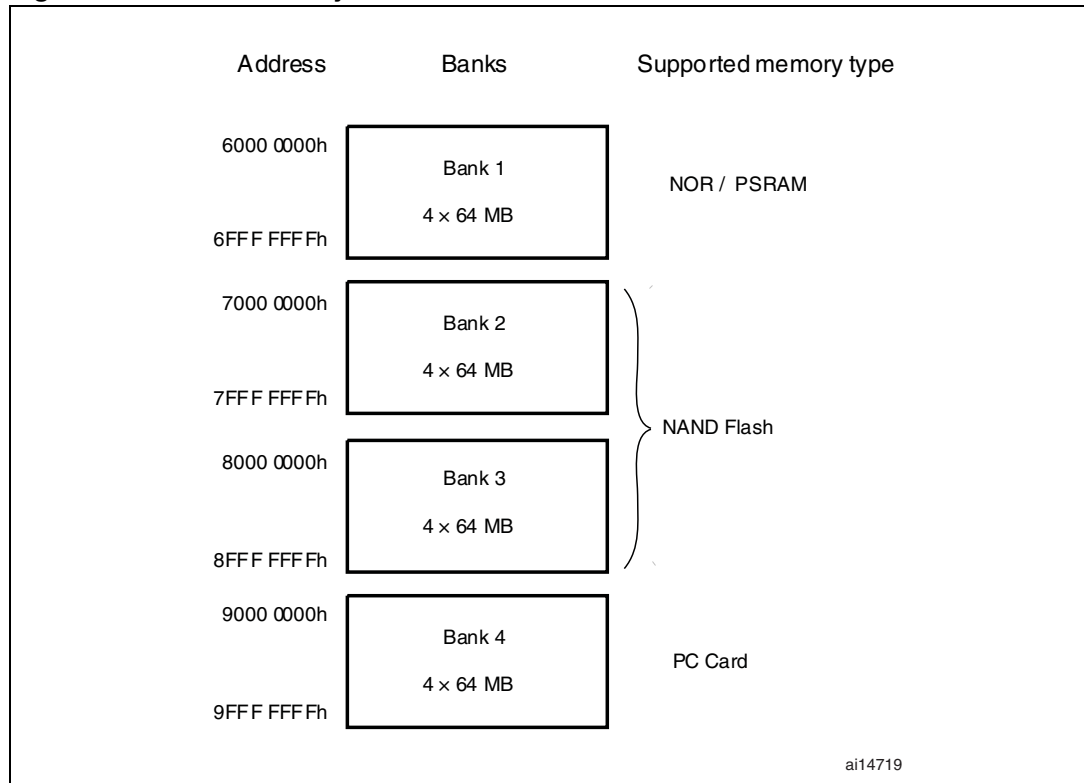 Address Banks Supported memory type
6000 0000h
Bank 1
NOR / PSRAM
4 × 64 MB
6FFF FFFFh
7000 0000h
Bank 2
4 × 64 MB
7FFF FFFFh
NAND Flash
8000 0000h
Bank 3
4 × 64 MB
8FFF FFFFh
9000 0000h
Bank 4
PC Card
4 × 64 MB
9FFF FFFFh
ai14719